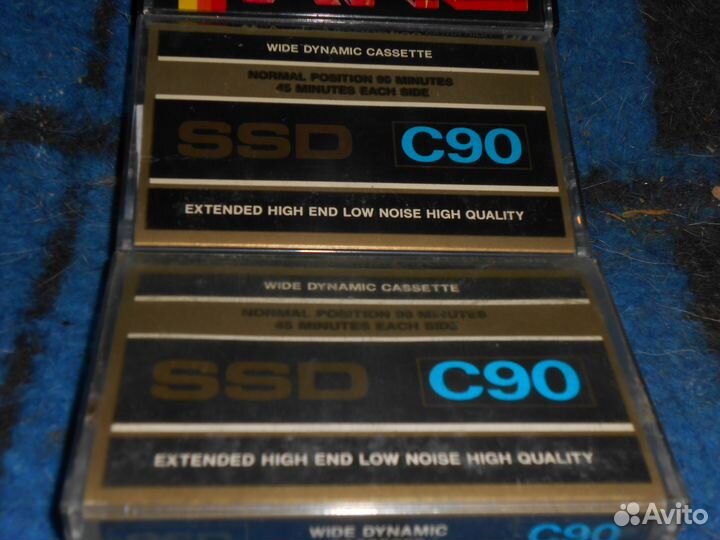 WIDE DYNAMIC CASSETTE
NORMAL POSITION 90 MINUTES
45 MINUTES EACH SIDE
SSD C90
EXTENDED HIGH END LOW NOISE HIGH QUALITY
WIDE DYNAMIC CASSETTE
NORMAL POSITION 90 MINUTES
45 MINUTES EACH SIDE
SSD C90
EXTENDED HIGH END LOW NOISE HIGH QUALITY
WIDE DYNAMIC
SSD C90
Avito